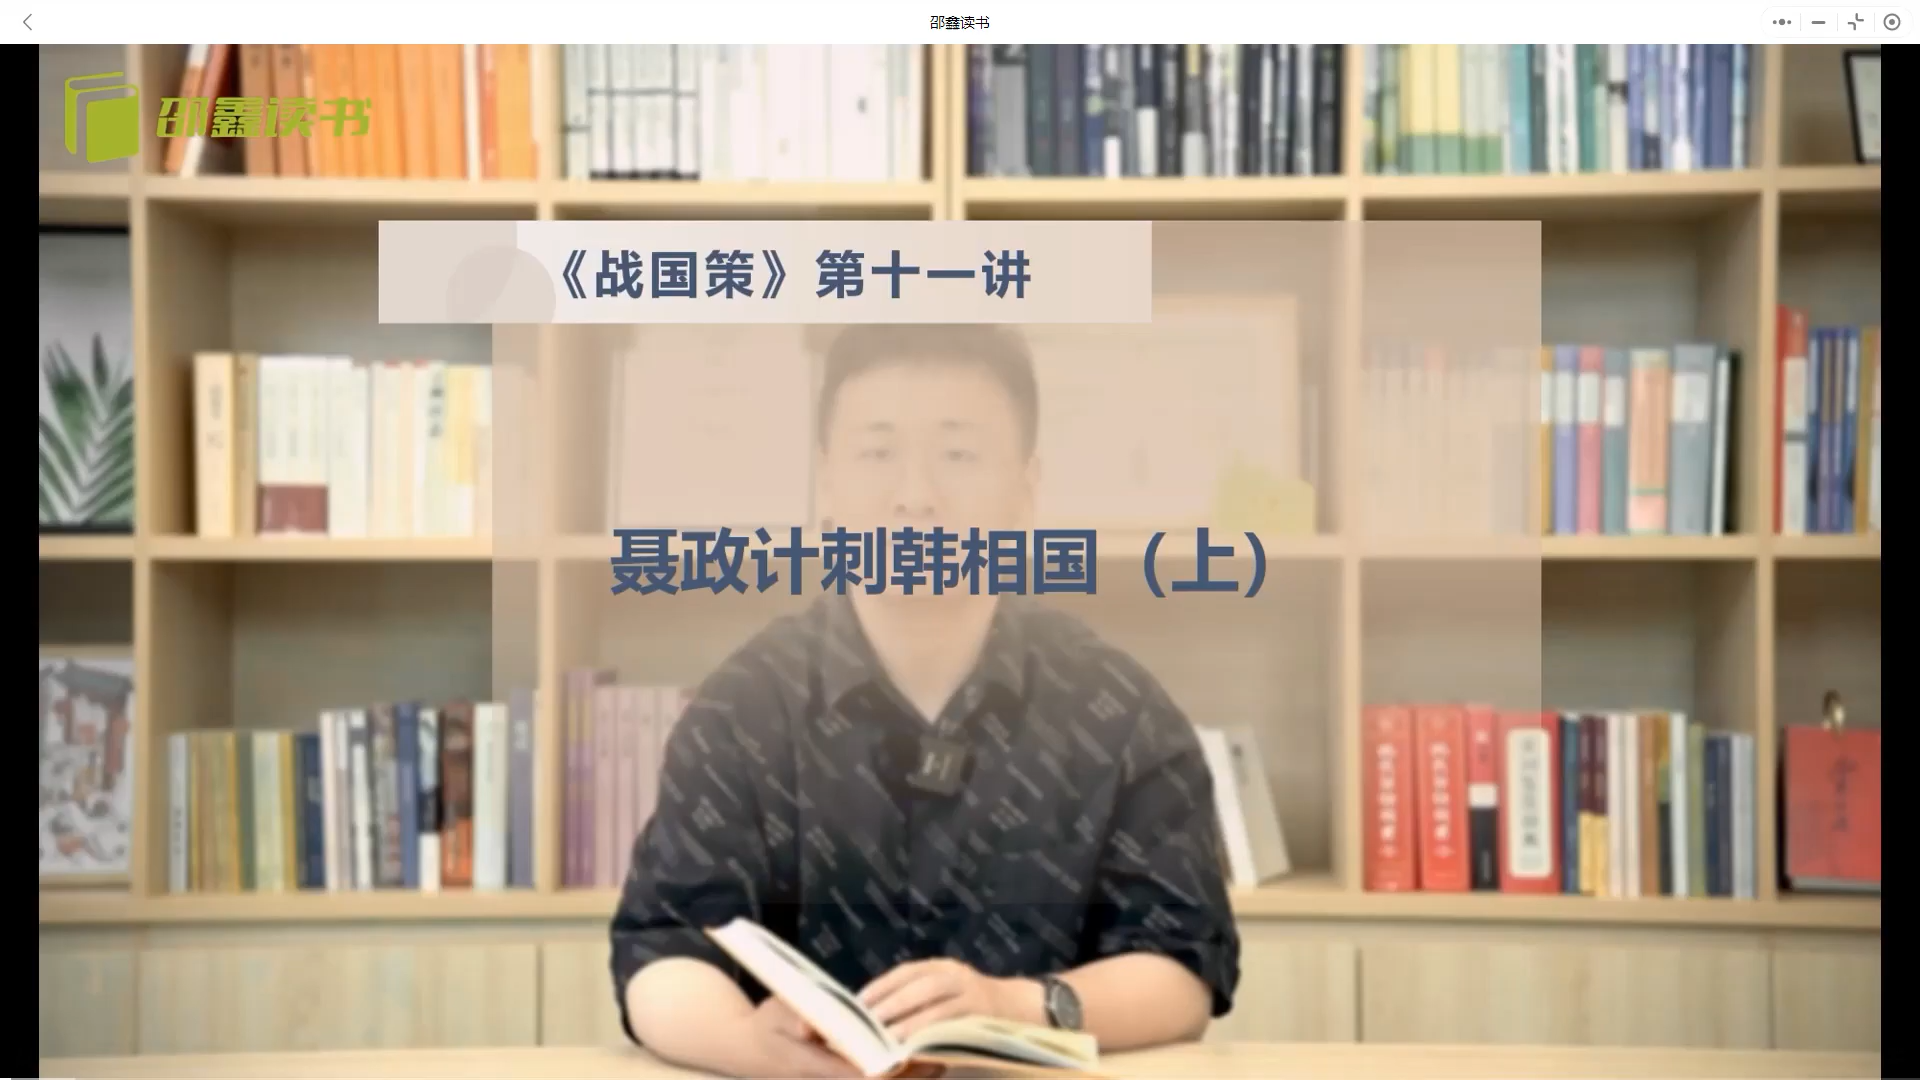 邵鑫读书
邵鑫读书
《战国策》第十一讲
聂政计刺韩相国（上）